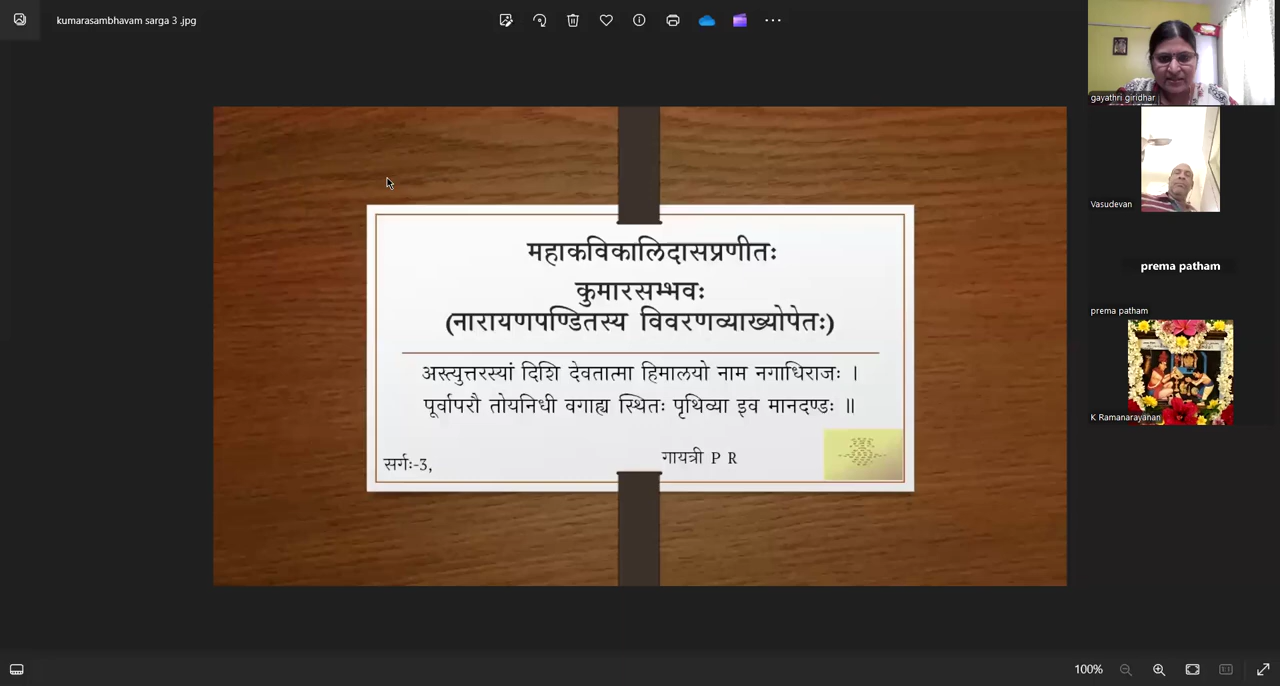 kumarasambhavam sarga 3 .jpg
महाकविकालिदासप्रणीतः
कुमारसम्भवः
(नारायणपण्डितस्य विवरणव्याख्योपेतः)
अस्त्युत्तरस्यां दिशि देवतात्मा हिमालयो नाम नगाधिराजः ।
पूर्वापरौ तोयनिधी वगाह्य स्थितः पृथिव्या इव मानदण्डः ॥
सर्गः-3,
गायत्री P R
gayathri giridhar
Vasudevan
prema patham
prema patham
K Ramanarayanan
100%